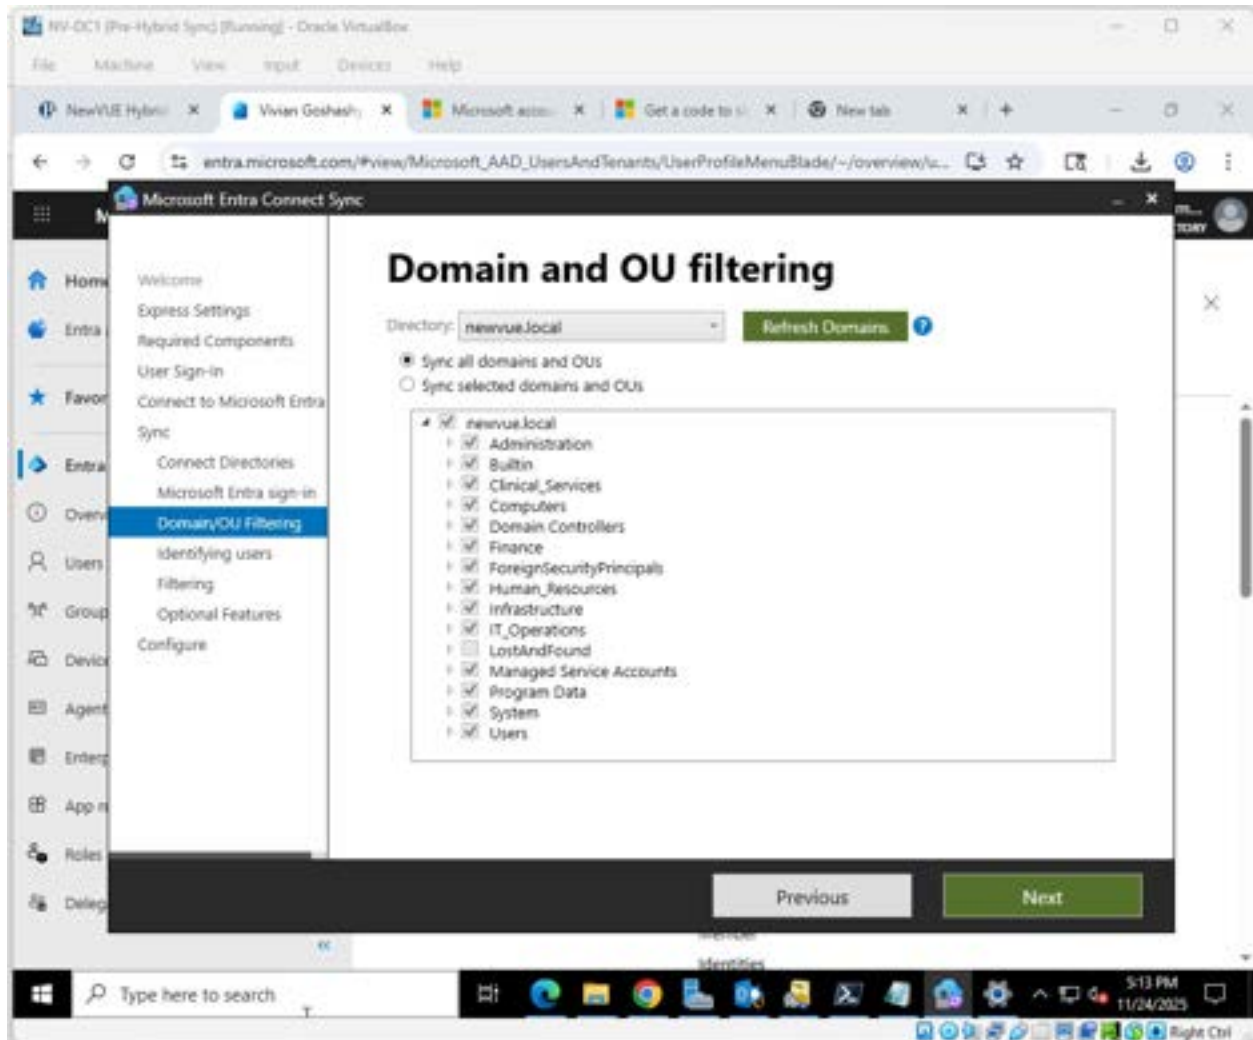 NV-DC1 (Pre-Hybrid Sync) [Running] - Oracle VirtualBox
File Machine View Input Devices Help
NewVUE Hybri Vivian Goshash Microsoft acco Get a code to si New tab
entra.microsoft.com/#view/Microsoft_AAD_UsersAndTenants/UserProfileMenuBlade/~/overview/u...
Microsoft Entra Connect Sync
M
m...
TORY
Home
Entra
Favor
Entra
Overv
Users
Group
Device
Agent
Enterp
App r
Roles
Deleg
Welcome
Express Settings
Required Components
User Sign-In
Connect to Microsoft Entra
Sync
Connect Directories
Microsoft Entra sign-in
Domain/OU Filtering
Identifying users
Filtering
Optional Features
Configure
Domain and OU filtering
Directory: newvue.local Refresh Domains ?
Sync all domains and OUs
Sync selected domains and OUs
newvue.local
Administration
Builtin
Clinical_Services
Computers
Domain Controllers
Finance
ForeignSecurityPrincipals
Human_Resources
Infrastructure
IT_Operations
LostAndFound
Managed Service Accounts
Program Data
System
Users
Previous Next
Member
Identities
Type here to search
5:13 PM
11/24/2025
Right Ctrl